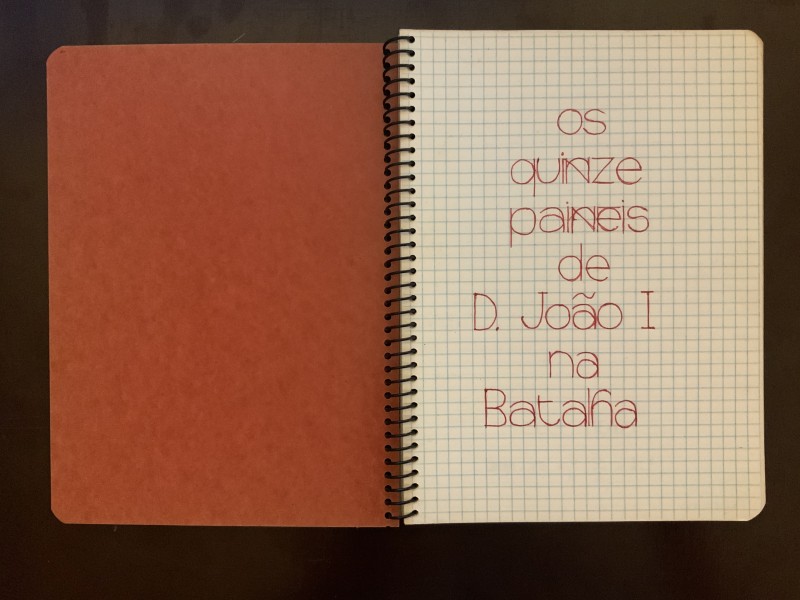 os
quinze
paineis
de
D. João I
na
Batalha